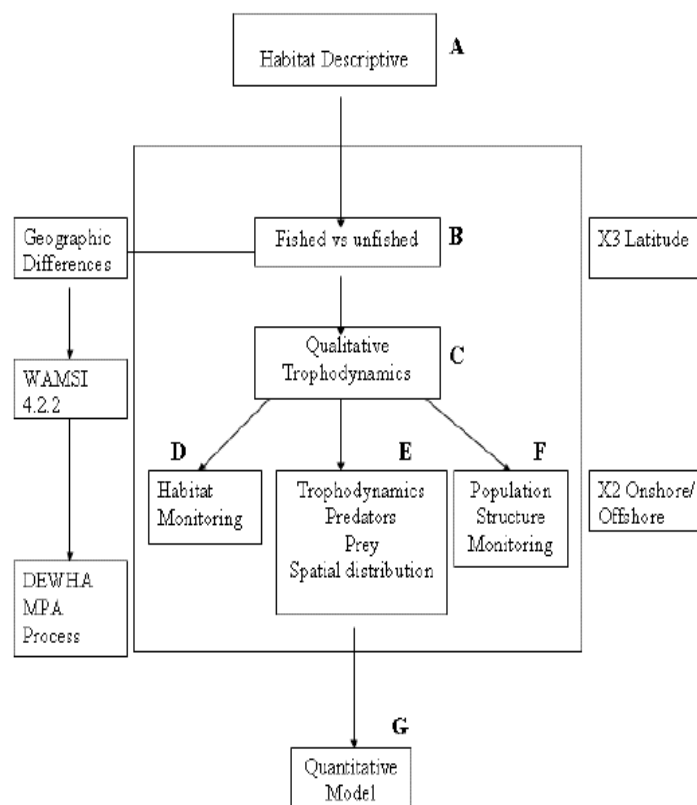 Habitat Descriptive
A
Geographic
Differences
Fished vs unfished
B
X3 Latitude
WAMSI
4.2.2
Qualitative
Trophodynamics
C
D
E
F
Habitat
Monitoring
Trophodynamics
Predators
Prey
Spatial distribution
Population
Structure
Monitoring
X2 Onshore/
Offshore
DEWHA
MPA
Process
G
Quantitative
Model